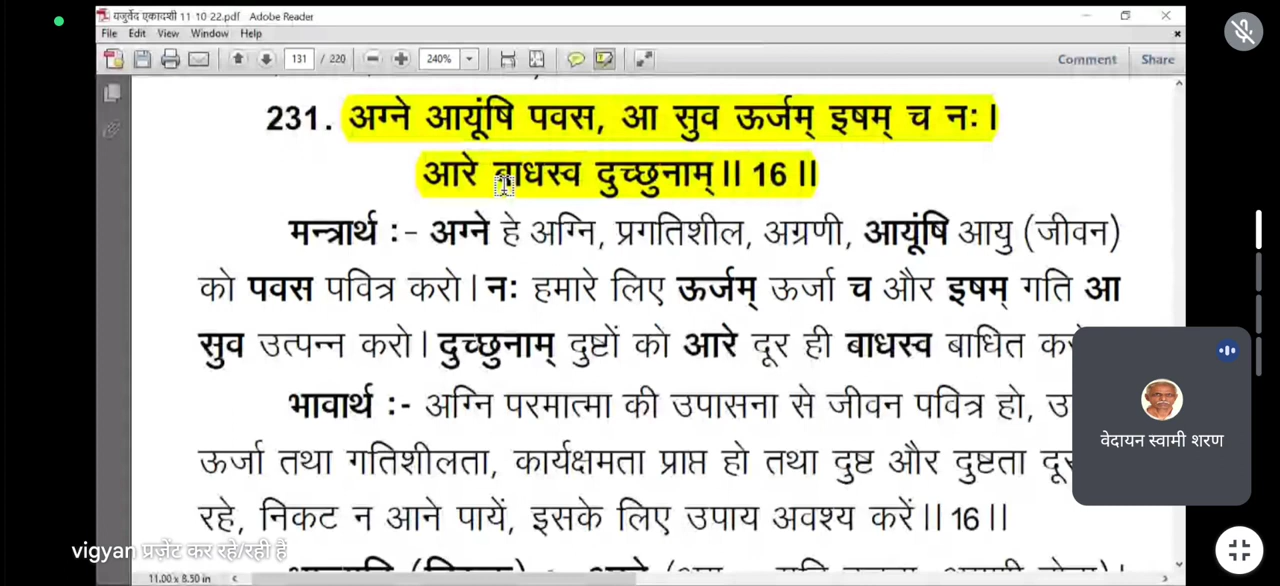 यजुर्वेद एकादशी 11-10-22.pdf Adobe Reader
File Edit View Window Help
131 / 220 240% Comment Share
231. अग्ने आयूंषि पवस, आ सुव ऊर्जम् इषम् च नः।
आरे बाधस्व दुच्छुनाम्॥ 16 ॥
मन्त्रार्थ :- अग्ने हे अग्नि, प्रगतिशील, अग्रणी, आयूंषि आयु (जीवन)
को पवस पवित्र करो। नः हमारे लिए ऊर्जम् ऊर्जा च और इषम् गति आ
सुव उत्पन्न करो। दुच्छुनाम् दुष्टों को आरे दूर ही बाधस्व बाधित
भावार्थ :- अग्नि परमात्मा की उपासना से जीवन पवित्र हो,
ऊर्जा तथा गतिशीलता, कार्यक्षमता प्राप्त हो तथा दुष्ट और दुष्टता
रहे, निकट न आने पायें, इसके लिए उपाय अवश्य करें॥ 16 ॥
वेदायन स्वामी शरण
vigyan प्रज़ेंट कर रहे/रही हैं
11.00 x 8.50 in